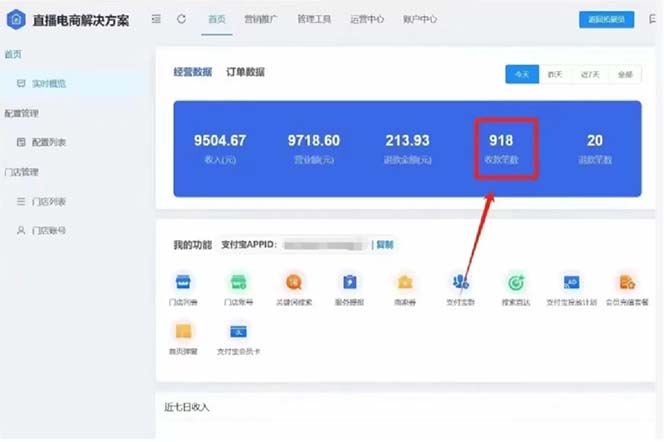 直播电商解决方案
首页 营销推广 管理工具 运营中心 账户中心
返回拓展员
首页
实时概览
配置管理
配置列表
门店管理
门店列表
门店账号
经营数据 订单数据
今天 昨天 近7天 全部
9504.67 9718.60 213.93 918 20
收入(元) 营业额(元) 退款金额(元) 收款笔数 退款笔数
我的功能 支付宝APPID: 复制
门店列表 门店账号 关键词搜索 服务提报 商家券 支付宝群 搜索直达 支付宝投放计划 会员充值套餐
首页弹窗 支付宝会员卡
近七日收入